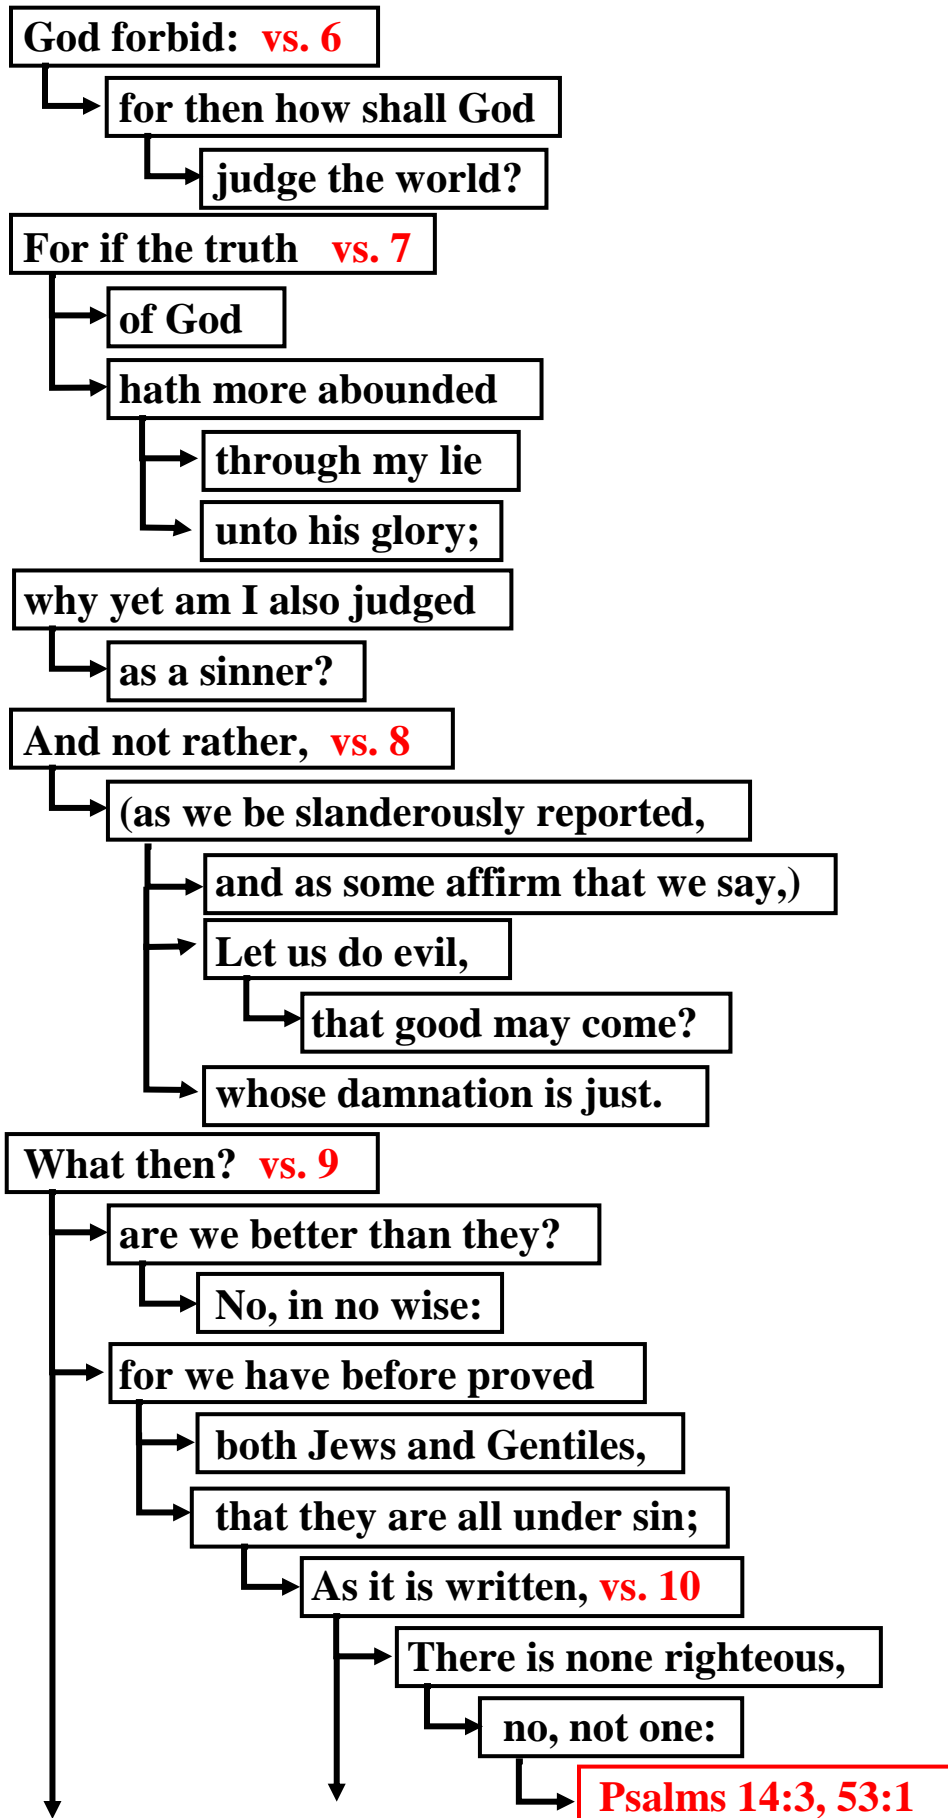 God forbid: vs. 6
for then how shall God
judge the world?
For if the truth vs. 7
of God
hath more abounded
through my lie
unto his glory;
why yet am I also judged
as a sinner?
And not rather, vs. 8
(as we be slanderously reported,
and as some affirm that we say,)
Let us do evil,
that good may come?
whose damnation is just.
What then? vs. 9
are we better than they?
No, in no wise:
for we have before proved
both Jews and Gentiles,
that they are all under sin;
As it is written, vs. 10
There is none righteous,
no, not one:
Psalms 14:3, 53:1